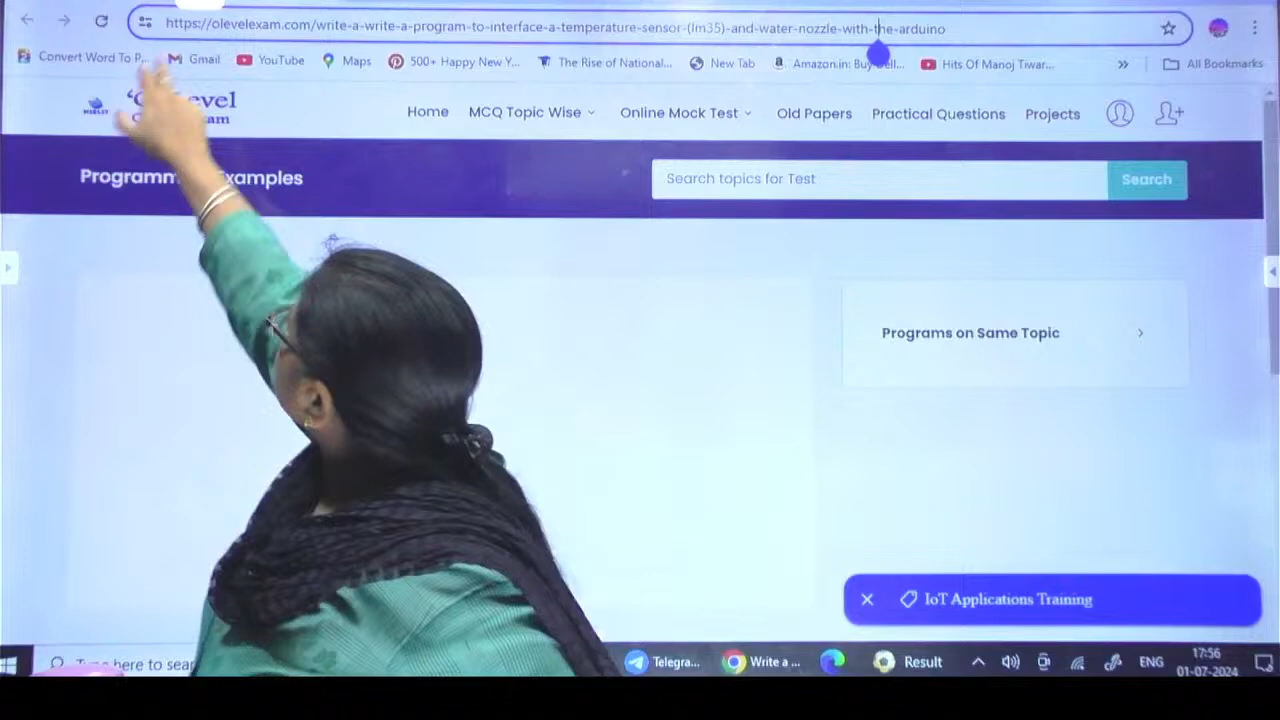 https://olevelexam.com/write-a-write-a-program-to-interface-a-temperature-sensor-(lm35)-and-water-nozzle-with-the-arduino
Convert Word To P... Gmail YouTube Maps 500+ Happy New Y... The Rise of National... New Tab Amazon.in: Buy Sell... Hits Of Manoj Tiwar... » All Bookmarks
Home MCQ Topic Wise Online Mock Test Old Papers Practical Questions Projects
Examples
Search topics for Test Search
Programs on Same Topic
IoT Applications Training
here to Telegra... Write a ... Result ENG 17:56
01-07-2024